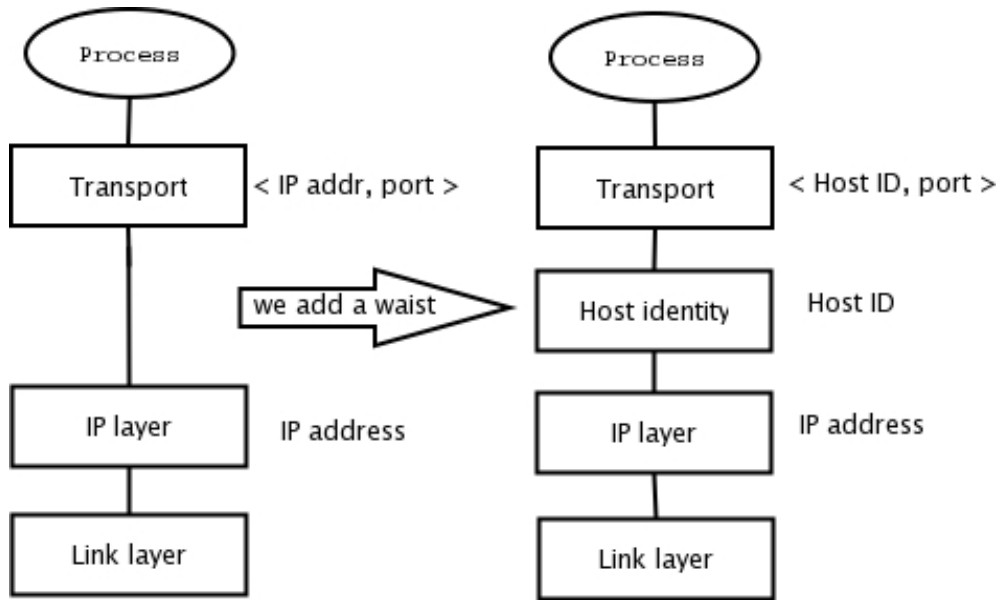 Process
Transport
< IP addr, port >
we add a waist
IP layer
IP address
Link layer
Process
Transport
< Host ID, port >
Host identity
Host ID
IP layer
IP address
Link layer